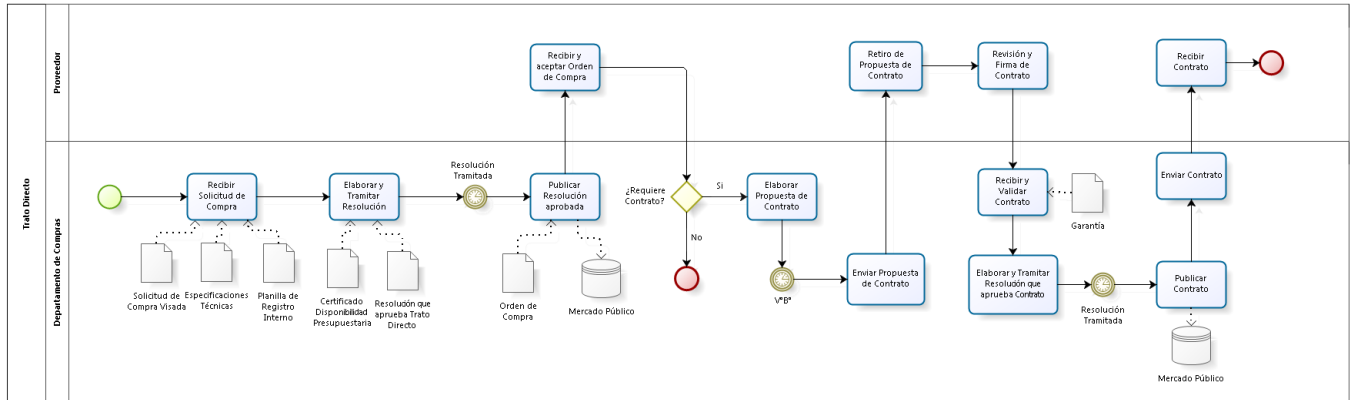 Trato Directo
Proveedor
Departamento de Compras
Recibir
Solicitud de
Compra
Solicitud de
Compra Visada
Especificaciones
Técnicas
Planilla de
Registro
Interno
Elaborar y
Tramitar
Resolución
Certificado
Disponibilidad
Presupuestaria
Resolución que
aprueba Trato
Directo
Resolución
Tramitada
Publicar
Resolución
aprobada
Orden de
Compra
Mercado Público
Recibir y
aceptar Orden
de Compra
¿Requiere
Contrato?
Si
No
Elaborar
Propuesta de
Contrato
V°B°
Enviar Propuesta
de Contrato
Retiro de
Propuesta de
Contrato
Revisión y
Firma de
Contrato
Recibir y
Validar
Contrato
Garantía
Elaborar y Tramitar
Resolución que
aprueba Contrato
Resolución
Tramitada
Publicar
Contrato
Mercado Público
Enviar Contrato
Recibir
Contrato